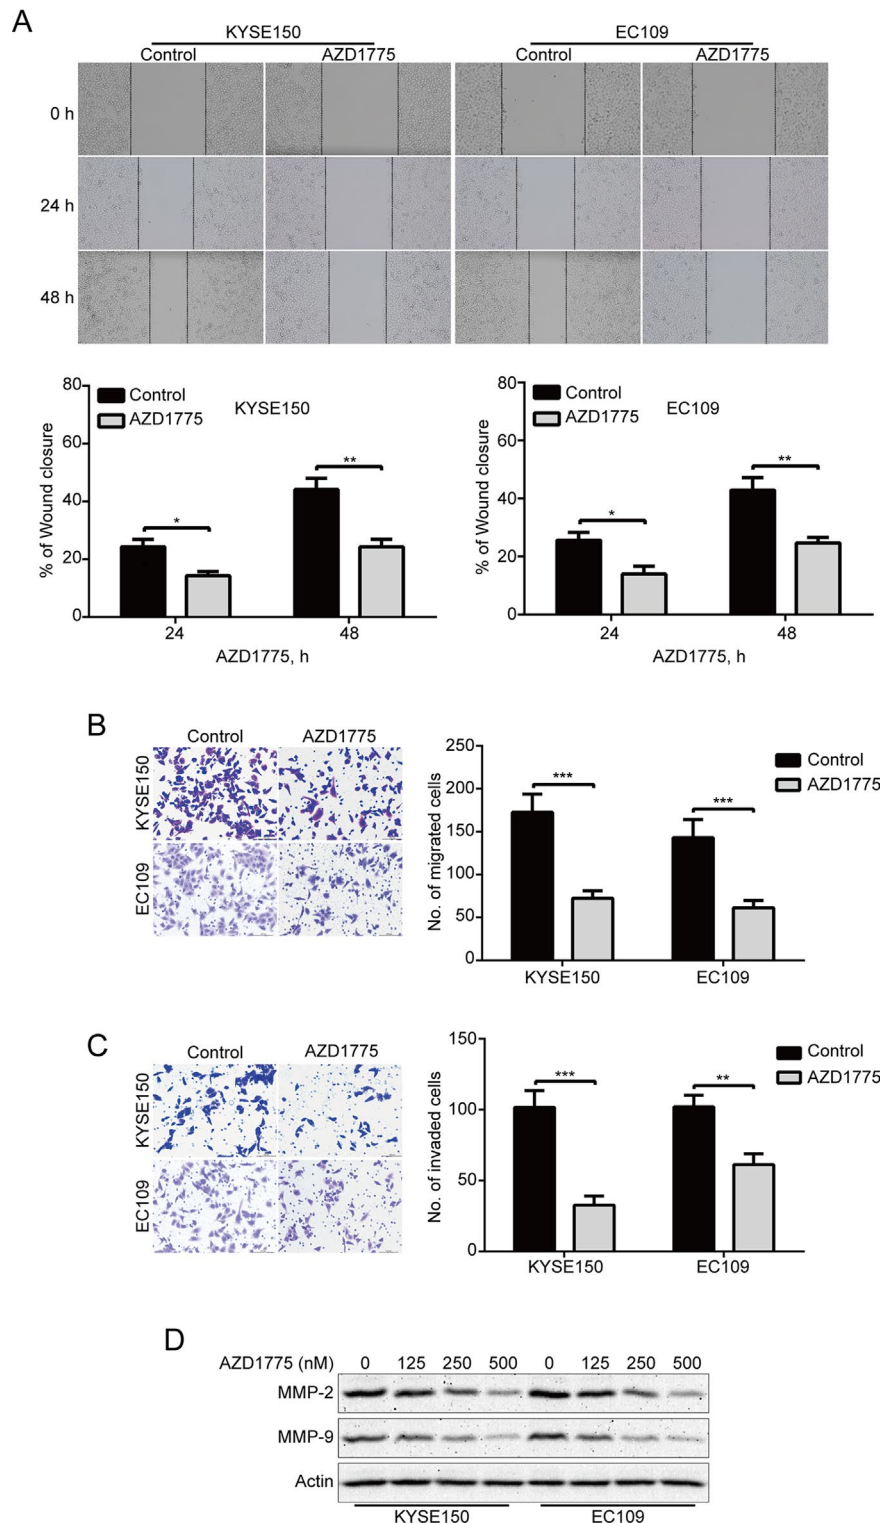 A
KYSE150 EC109
Control AZD1775 Control AZD1775
0 h
24 h
48 h
80
60
40
20
0
% of Wound closure
Control
AZD1775
KYSE150
*
**
24 48
AZD1775, h
80
60
40
20
0
% of Wound closure
Control
AZD1775
EC109
*
**
24 48
AZD1775, h
B
Control AZD1775
KYSE150
EC109
250
200
150
100
50
0
No. of migrated cells
***
***
Control
AZD1775
KYSE150 EC109
C
Control AZD1775
KYSE150
EC109
150
100
50
0
No. of invaded cells
***
**
Control
AZD1775
KYSE150 EC109
D
AZD1775 (nM) 0 125 250 500 0 125 250 500
MMP-2
MMP-9
Actin
KYSE150 EC109